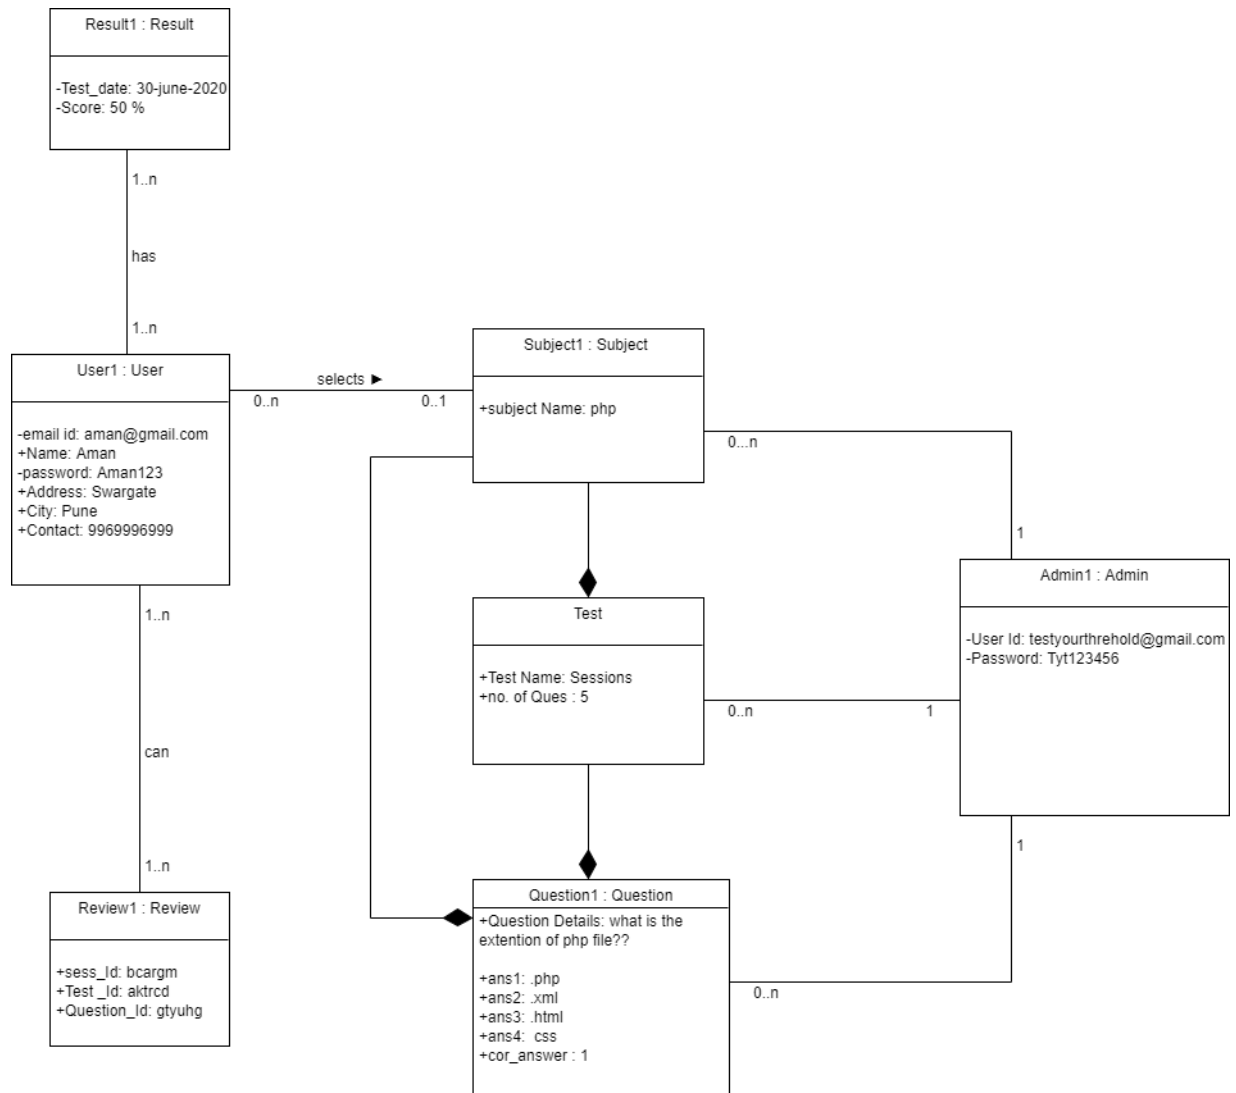 Result1 : Result
-Test_date: 30-june-2020
-Score: 50 %
1..n
has
1..n
User1 : User
-email id: aman@gmail.com
+Name: Aman
-password: Aman123
+Address: Swargate
+City: Pune
+Contact: 9969996999
selects ►
0..n
0..1
Subject1 : Subject
+subject Name: php
0...n
1
Admin1 : Admin
-User Id: testyourthrehold@gmail.com
-Password: Tyt123456
Test
+Test Name: Sessions
+no. of Ques : 5
0..n
1
1..n
can
1..n
1
Review1 : Review
+sess_Id: bcargm
+Test _Id: aktrcd
+Question_Id: gtyuhg
Question1 : Question
+Question Details: what is the
extention of php file??
+ans1: .php
+ans2: .xml
+ans3: .html
+ans4:  css
+cor_answer : 1
0..n